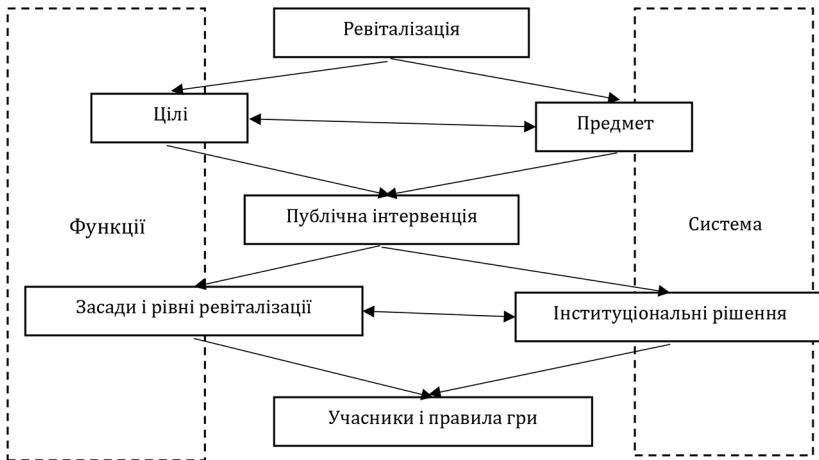 Ревіталізація
Цілі
Предмет
Публічна інтервенція
Функції
Система
Засади і рівні ревіталізації
Інституціональні рішення
Учасники і правила гри